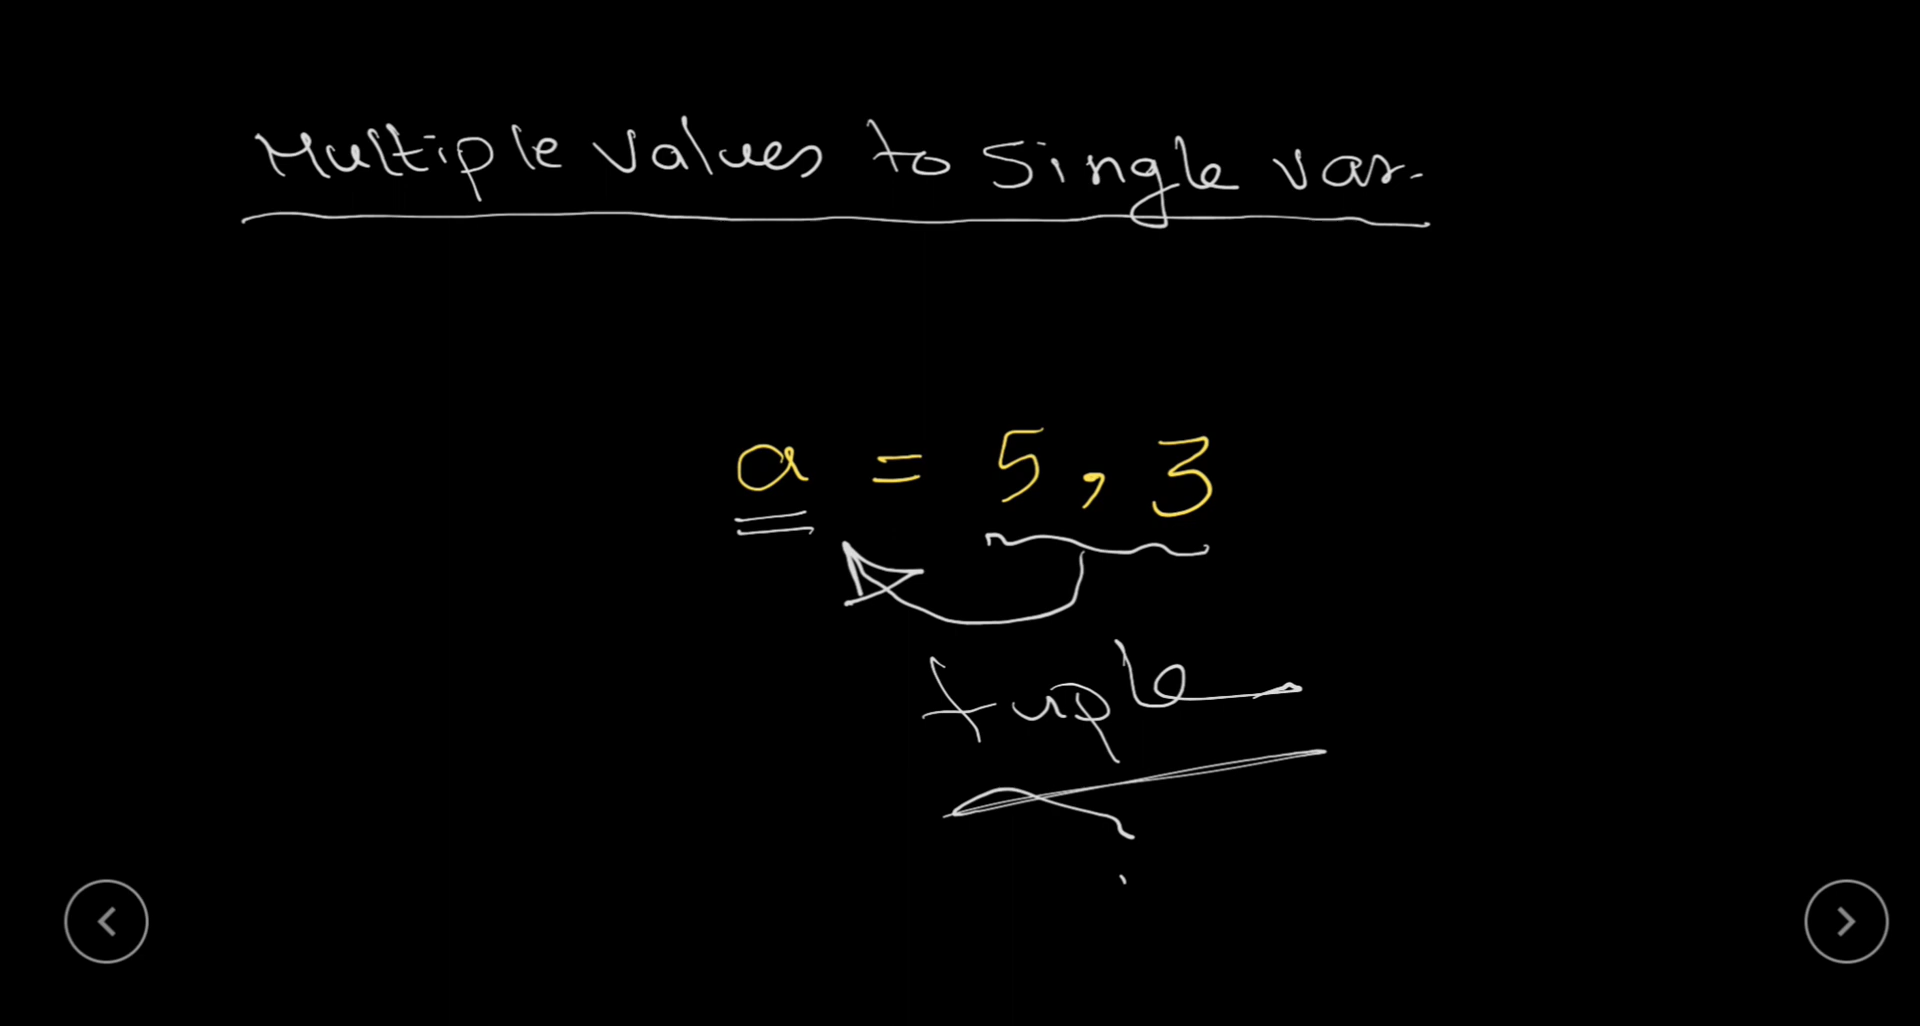 Multiple values to single var.
a = 5, 3
tuple